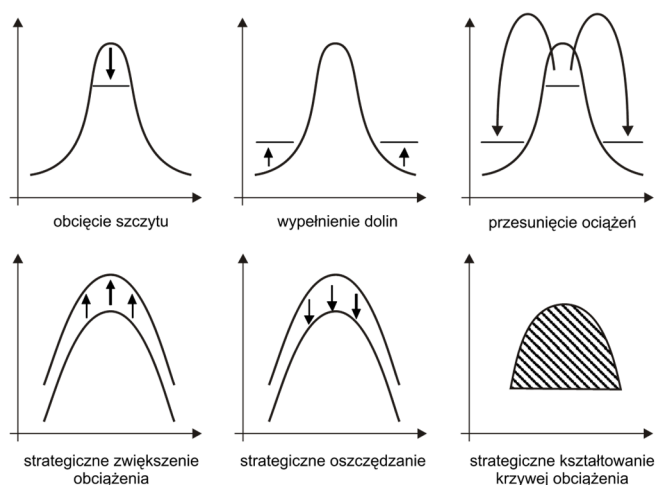 obcięcie szczytu
wypełnienie dolin
przesunięcie ociążeń
strategiczne zwiększenie
obciążenia
strategiczne oszczędzanie
strategiczne kształtowanie
krzywej obciążenia